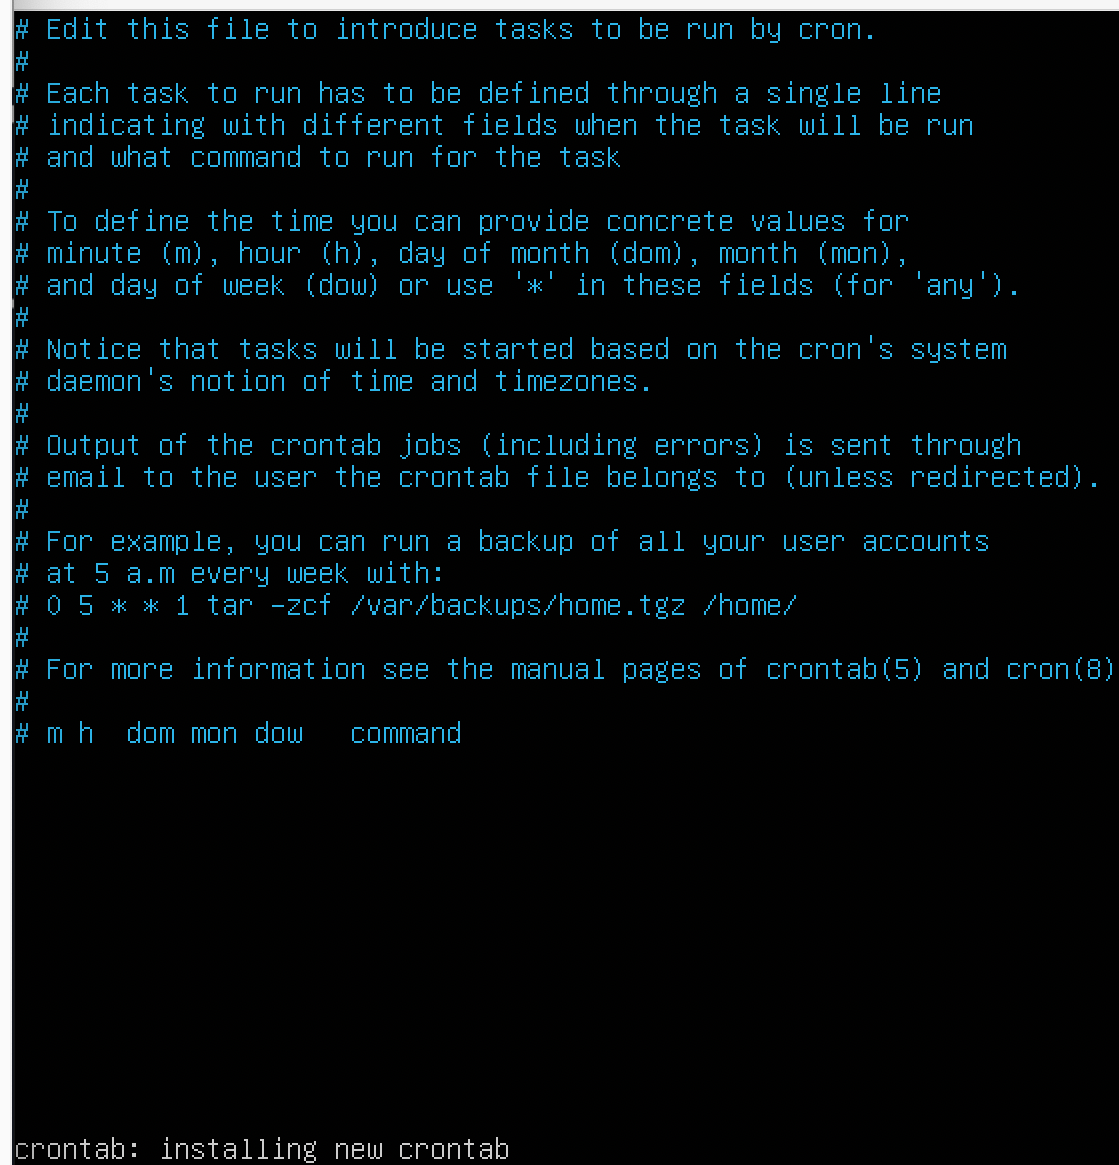 # Edit this file to introduce tasks to be run by cron.
#
# Each task to run has to be defined through a single line
# indicating with different fields when the task will be run
# and what command to run for the task
#
# To define the time you can provide concrete values for
# minute (m), hour (h), day of month (dom), month (mon),
# and day of week (dow) or use '*' in these fields (for 'any').
#
# Notice that tasks will be started based on the cron's system
# daemon's notion of time and timezones.
#
# Output of the crontab jobs (including errors) is sent through
# email to the user the crontab file belongs to (unless redirected).
#
# For example, you can run a backup of all your user accounts
# at 5 a.m every week with:
# 0 5 * * 1 tar -zcf /var/backups/home.tgz /home/
#
# For more information see the manual pages of crontab(5) and cron(8)
#
# m h  dom mon dow   command
crontab: installing new crontab